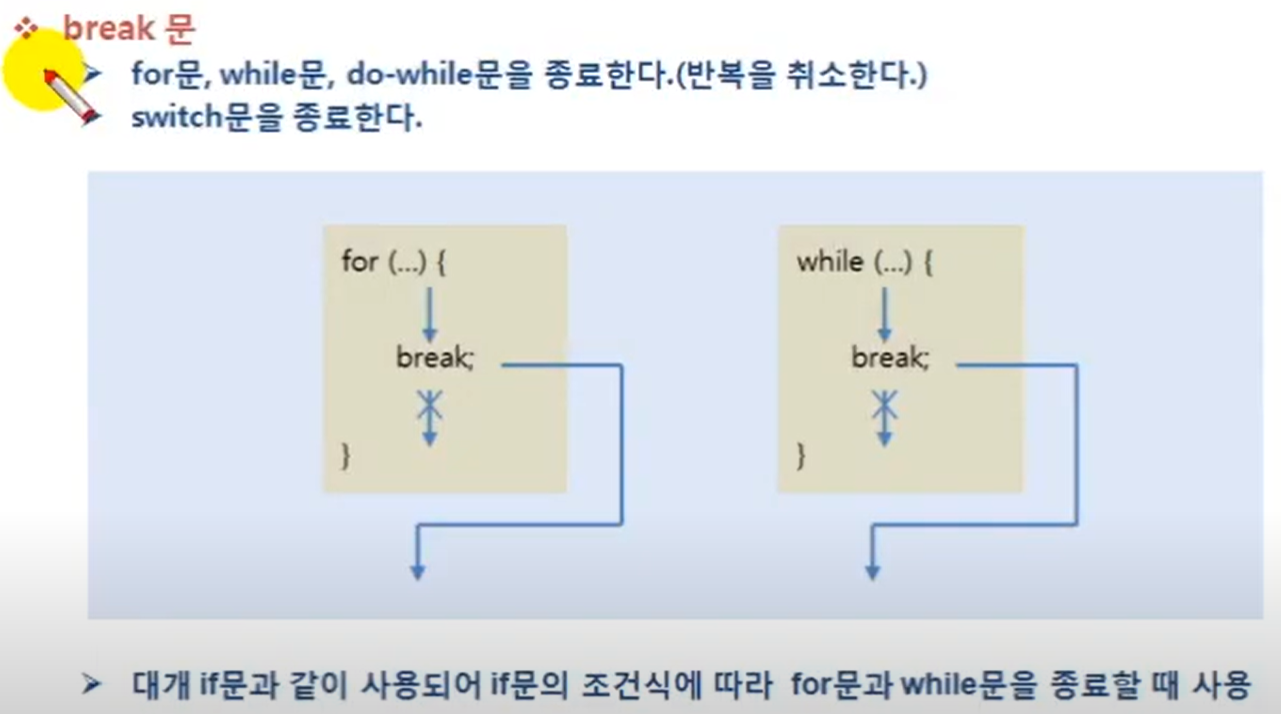 break 문
for문, while문, do-while문을 종료한다.(반복을 취소한다.)
switch문을 종료한다.
for (...) {
break;
}
while (...) {
break;
}
대개 if문과 같이 사용되어 if문의 조건식에 따라 for문과 while문을 종료할 때 사용